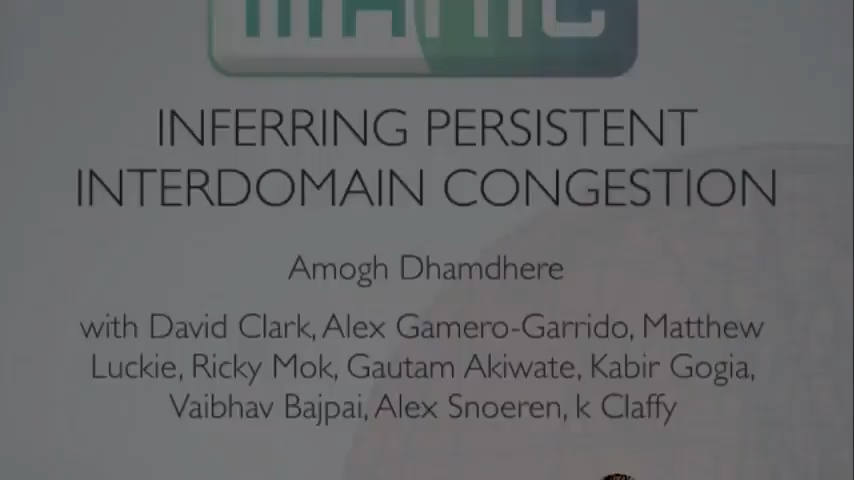 INFERRING PERSISTENT
INTERDOMAIN CONGESTION
Amogh Dhamdhere
with David Clark, Alex Gamero-Garrido, Matthew
Luckie, Ricky Mok, Gautam Akiwate, Kabir Gogia,
Vaibhav Bajpai, Alex Snoeren, k Claffy